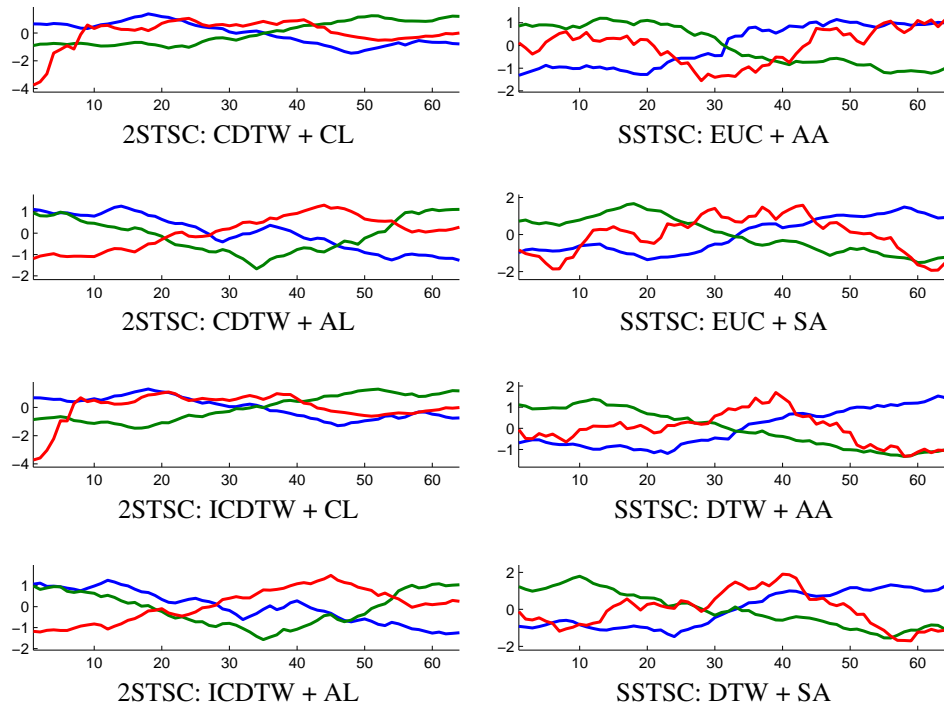 0
−2
−4
10 20 30 40 50 60
2STSC: CDTW + CL
1
0
−1
−2
10 20 30 40 50 60
SSTSC: EUC + AA
1
0
−1
−2
10 20 30 40 50 60
2STSC: CDTW + AL
2
0
−2
10 20 30 40 50 60
SSTSC: EUC + SA
0
−2
−4
10 20 30 40 50 60
2STSC: ICDTW + CL
2
1
0
−1
10 20 30 40 50 60
SSTSC: DTW + AA
1
0
−1
−2
10 20 30 40 50 60
2STSC: ICDTW + AL
2
0
−2
10 20 30 40 50 60
SSTSC: DTW + SA